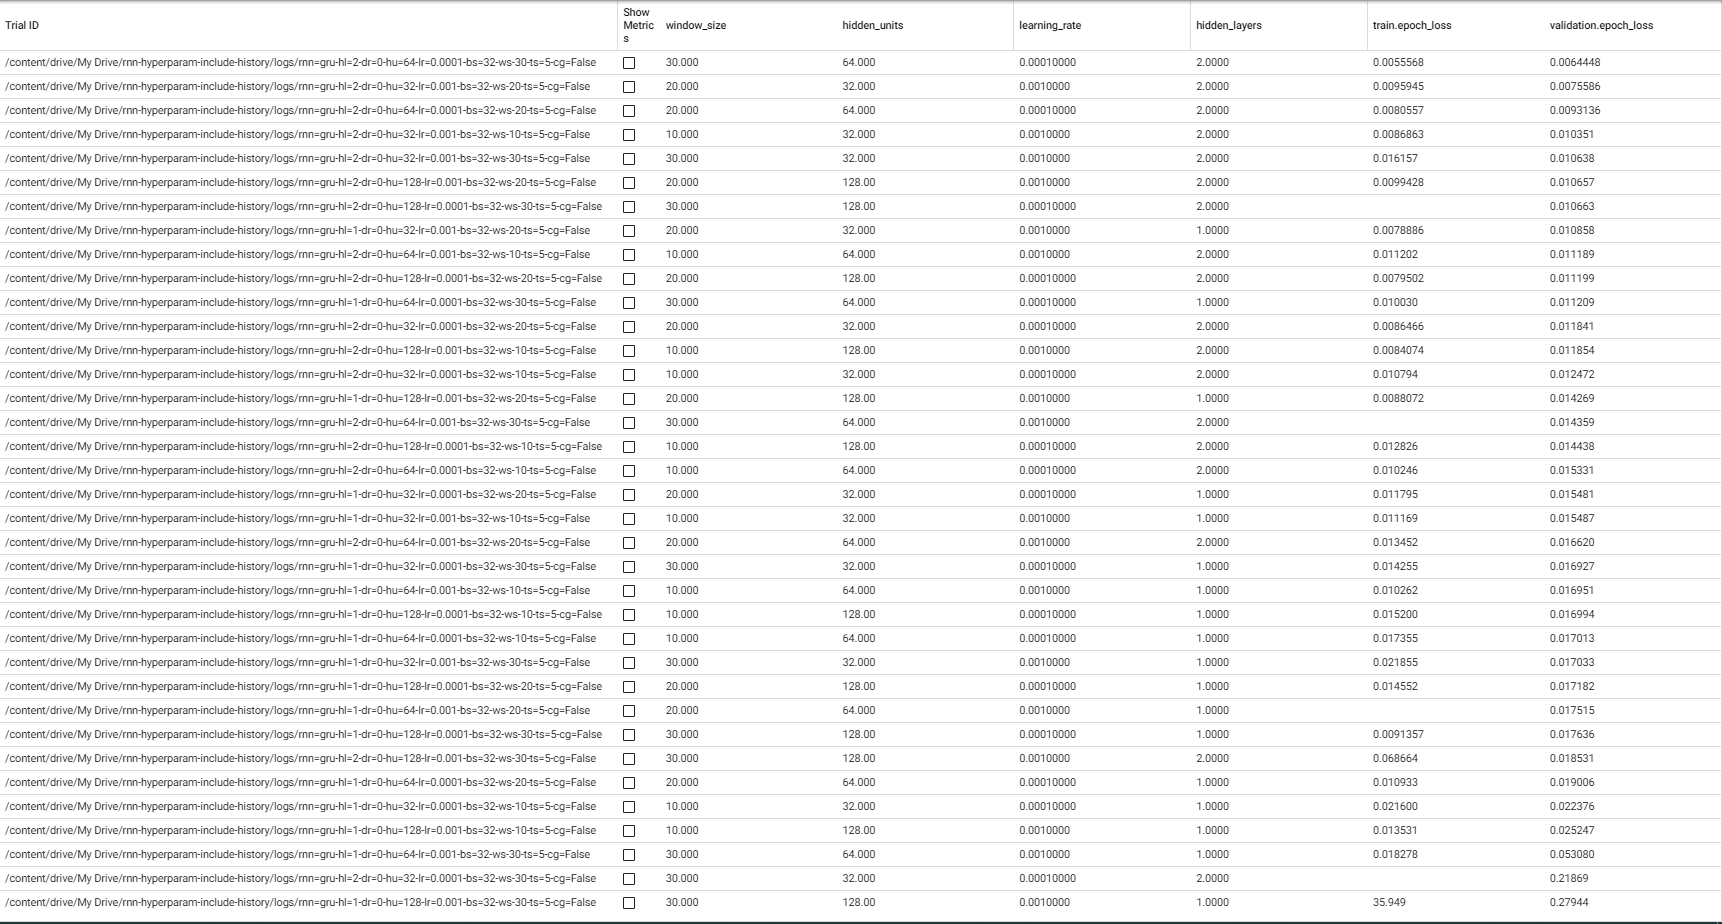 Trial ID Show Metrics window_size hidden_units learning_rate hidden_layers train.epoch_loss validation.epoch_loss
/content/drive/My Drive/rnn-hyperparam-include-history/logs/rnn=gru-hl=2-dr=0-hu=64-lr=0.0001-bs=32-ws-30-ts=5-cg=False 30.000 64.000 0.00010000 2.0000 0.0055568 0.0064448
/content/drive/My Drive/rnn-hyperparam-include-history/logs/rnn=gru-hl=2-dr=0-hu=32-lr=0.001-bs=32-ws-20-ts=5-cg=False 20.000 32.000 0.0010000 2.0000 0.0095945 0.0075586
/content/drive/My Drive/rnn-hyperparam-include-history/logs/rnn=gru-hl=2-dr=0-hu=64-lr=0.0001-bs=32-ws-20-ts=5-cg=False 20.000 64.000 0.00010000 2.0000 0.0080557 0.0093136
/content/drive/My Drive/rnn-hyperparam-include-history/logs/rnn=gru-hl=2-dr=0-hu=32-lr=0.001-bs=32-ws-10-ts=5-cg=False 10.000 32.000 0.0010000 2.0000 0.0086863 0.010351
/content/drive/My Drive/rnn-hyperparam-include-history/logs/rnn=gru-hl=2-dr=0-hu=32-lr=0.001-bs=32-ws-30-ts=5-cg=False 30.000 32.000 0.0010000 2.0000 0.016157 0.010638
/content/drive/My Drive/rnn-hyperparam-include-history/logs/rnn=gru-hl=2-dr=0-hu=128-lr=0.001-bs=32-ws-20-ts=5-cg=False 20.000 128.00 0.0010000 2.0000 0.0099428 0.010657
/content/drive/My Drive/rnn-hyperparam-include-history/logs/rnn=gru-hl=2-dr=0-hu=128-lr=0.0001-bs=32-ws-30-ts=5-cg=False 30.000 128.00 0.00010000 2.0000 0.010663
/content/drive/My Drive/rnn-hyperparam-include-history/logs/rnn=gru-hl=1-dr=0-hu=32-lr=0.001-bs=32-ws-20-ts=5-cg=False 20.000 32.000 0.0010000 1.0000 0.0078886 0.010858
/content/drive/My Drive/rnn-hyperparam-include-history/logs/rnn=gru-hl=2-dr=0-hu=64-lr=0.001-bs=32-ws-10-ts=5-cg=False 10.000 64.000 0.0010000 2.0000 0.011202 0.011189
/content/drive/My Drive/rnn-hyperparam-include-history/logs/rnn=gru-hl=2-dr=0-hu=128-lr=0.0001-bs=32-ws-20-ts=5-cg=False 20.000 128.00 0.00010000 2.0000 0.0079502 0.011199
/content/drive/My Drive/rnn-hyperparam-include-history/logs/rnn=gru-hl=1-dr=0-hu=64-lr=0.0001-bs=32-ws-30-ts=5-cg=False 30.000 64.000 0.00010000 1.0000 0.010030 0.011209
/content/drive/My Drive/rnn-hyperparam-include-history/logs/rnn=gru-hl=2-dr=0-hu=32-lr=0.0001-bs=32-ws-20-ts=5-cg=False 20.000 32.000 0.00010000 2.0000 0.0086466 0.011841
/content/drive/My Drive/rnn-hyperparam-include-history/logs/rnn=gru-hl=2-dr=0-hu=128-lr=0.001-bs=32-ws-10-ts=5-cg=False 10.000 128.00 0.0010000 2.0000 0.0084074 0.011854
/content/drive/My Drive/rnn-hyperparam-include-history/logs/rnn=gru-hl=2-dr=0-hu=32-lr=0.0001-bs=32-ws-10-ts=5-cg=False 10.000 32.000 0.00010000 2.0000 0.010794 0.012472
/content/drive/My Drive/rnn-hyperparam-include-history/logs/rnn=gru-hl=1-dr=0-hu=128-lr=0.001-bs=32-ws-20-ts=5-cg=False 20.000 128.00 0.0010000 1.0000 0.0088072 0.014269
/content/drive/My Drive/rnn-hyperparam-include-history/logs/rnn=gru-hl=2-dr=0-hu=64-lr=0.001-bs=32-ws-30-ts=5-cg=False 30.000 64.000 0.0010000 2.0000 0.014359
/content/drive/My Drive/rnn-hyperparam-include-history/logs/rnn=gru-hl=2-dr=0-hu=128-lr=0.0001-bs=32-ws-10-ts=5-cg=False 10.000 128.00 0.00010000 2.0000 0.012826 0.014438
/content/drive/My Drive/rnn-hyperparam-include-history/logs/rnn=gru-hl=2-dr=0-hu=64-lr=0.0001-bs=32-ws-10-ts=5-cg=False 10.000 64.000 0.00010000 2.0000 0.010246 0.015331
/content/drive/My Drive/rnn-hyperparam-include-history/logs/rnn=gru-hl=1-dr=0-hu=32-lr=0.0001-bs=32-ws-20-ts=5-cg=False 20.000 32.000 0.00010000 1.0000 0.011795 0.015481
/content/drive/My Drive/rnn-hyperparam-include-history/logs/rnn=gru-hl=1-dr=0-hu=32-lr=0.001-bs=32-ws-10-ts=5-cg=False 10.000 32.000 0.0010000 1.0000 0.011169 0.015487
/content/drive/My Drive/rnn-hyperparam-include-history/logs/rnn=gru-hl=2-dr=0-hu=64-lr=0.001-bs=32-ws-20-ts=5-cg=False 20.000 64.000 0.0010000 2.0000 0.013452 0.016620
/content/drive/My Drive/rnn-hyperparam-include-history/logs/rnn=gru-hl=1-dr=0-hu=32-lr=0.0001-bs=32-ws-30-ts=5-cg=False 30.000 32.000 0.00010000 1.0000 0.014255 0.016927
/content/drive/My Drive/rnn-hyperparam-include-history/logs/rnn=gru-hl=1-dr=0-hu=64-lr=0.001-bs=32-ws-10-ts=5-cg=False 10.000 64.000 0.0010000 1.0000 0.010262 0.016951
/content/drive/My Drive/rnn-hyperparam-include-history/logs/rnn=gru-hl=1-dr=0-hu=128-lr=0.0001-bs=32-ws-10-ts=5-cg=False 10.000 128.00 0.00010000 1.0000 0.015200 0.016994
/content/drive/My Drive/rnn-hyperparam-include-history/logs/rnn=gru-hl=1-dr=0-hu=64-lr=0.0001-bs=32-ws-10-ts=5-cg=False 10.000 64.000 0.00010000 1.0000 0.017355 0.017013
/content/drive/My Drive/rnn-hyperparam-include-history/logs/rnn=gru-hl=1-dr=0-hu=32-lr=0.001-bs=32-ws-30-ts=5-cg=False 30.000 32.000 0.0010000 1.0000 0.021855 0.017033
/content/drive/My Drive/rnn-hyperparam-include-history/logs/rnn=gru-hl=1-dr=0-hu=128-lr=0.0001-bs=32-ws-20-ts=5-cg=False 20.000 128.00 0.00010000 1.0000 0.014552 0.017182
/content/drive/My Drive/rnn-hyperparam-include-history/logs/rnn=gru-hl=1-dr=0-hu=64-lr=0.001-bs=32-ws-20-ts=5-cg=False 20.000 64.000 0.0010000 1.0000 0.017515
/content/drive/My Drive/rnn-hyperparam-include-history/logs/rnn=gru-hl=1-dr=0-hu=128-lr=0.0001-bs=32-ws-30-ts=5-cg=False 30.000 128.00 0.00010000 1.0000 0.0091357 0.017636
/content/drive/My Drive/rnn-hyperparam-include-history/logs/rnn=gru-hl=2-dr=0-hu=128-lr=0.001-bs=32-ws-30-ts=5-cg=False 30.000 128.00 0.0010000 2.0000 0.068664 0.018531
/content/drive/My Drive/rnn-hyperparam-include-history/logs/rnn=gru-hl=1-dr=0-hu=64-lr=0.0001-bs=32-ws-20-ts=5-cg=False 20.000 64.000 0.00010000 1.0000 0.010933 0.019006
/content/drive/My Drive/rnn-hyperparam-include-history/logs/rnn=gru-hl=1-dr=0-hu=32-lr=0.0001-bs=32-ws-10-ts=5-cg=False 10.000 32.000 0.00010000 1.0000 0.021600 0.022376
/content/drive/My Drive/rnn-hyperparam-include-history/logs/rnn=gru-hl=1-dr=0-hu=128-lr=0.001-bs=32-ws-10-ts=5-cg=False 10.000 128.00 0.0010000 1.0000 0.013531 0.025247
/content/drive/My Drive/rnn-hyperparam-include-history/logs/rnn=gru-hl=1-dr=0-hu=64-lr=0.001-bs=32-ws-30-ts=5-cg=False 30.000 64.000 0.0010000 1.0000 0.018278 0.053080
/content/drive/My Drive/rnn-hyperparam-include-history/logs/rnn=gru-hl=2-dr=0-hu=32-lr=0.0001-bs=32-ws-30-ts=5-cg=False 30.000 32.000 0.00010000 2.0000 0.21869
/content/drive/My Drive/rnn-hyperparam-include-history/logs/rnn=gru-hl=1-dr=0-hu=128-lr=0.001-bs=32-ws-30-ts=5-cg=False 30.000 128.00 0.0010000 1.0000 35.949 0.27944